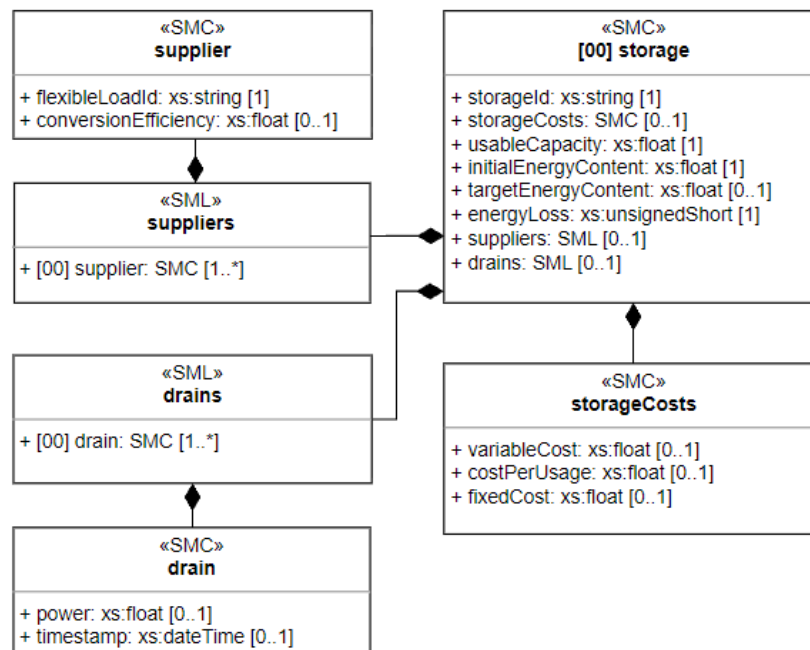 «SMC»
supplier
+ flexibleLoadId: xs:string [1]
+ conversionEfficiency: xs:float [0..1]
«SML»
suppliers
+ [00] supplier: SMC [1..*]
«SML»
drains
+ [00] drain: SMC [1..*]
«SMC»
drain
+ power: xs:float [0..1]
+ timestamp: xs:dateTime [0..1]
«SMC»
[00] storage
+ storageId: xs:string [1]
+ storageCosts: SMC [0..1]
+ usableCapacity: xs:float [1]
+ initialEnergyContent: xs:float [1]
+ targetEnergyContent: xs:float [0..1]
+ energyLoss: xs:unsignedShort [1]
+ suppliers: SML [0..1]
+ drains: SML [0..1]
«SMC»
storageCosts
+ variableCost: xs:float [0..1]
+ costPerUsage: xs:float [0..1]
+ fixedCost: xs:float [0..1]